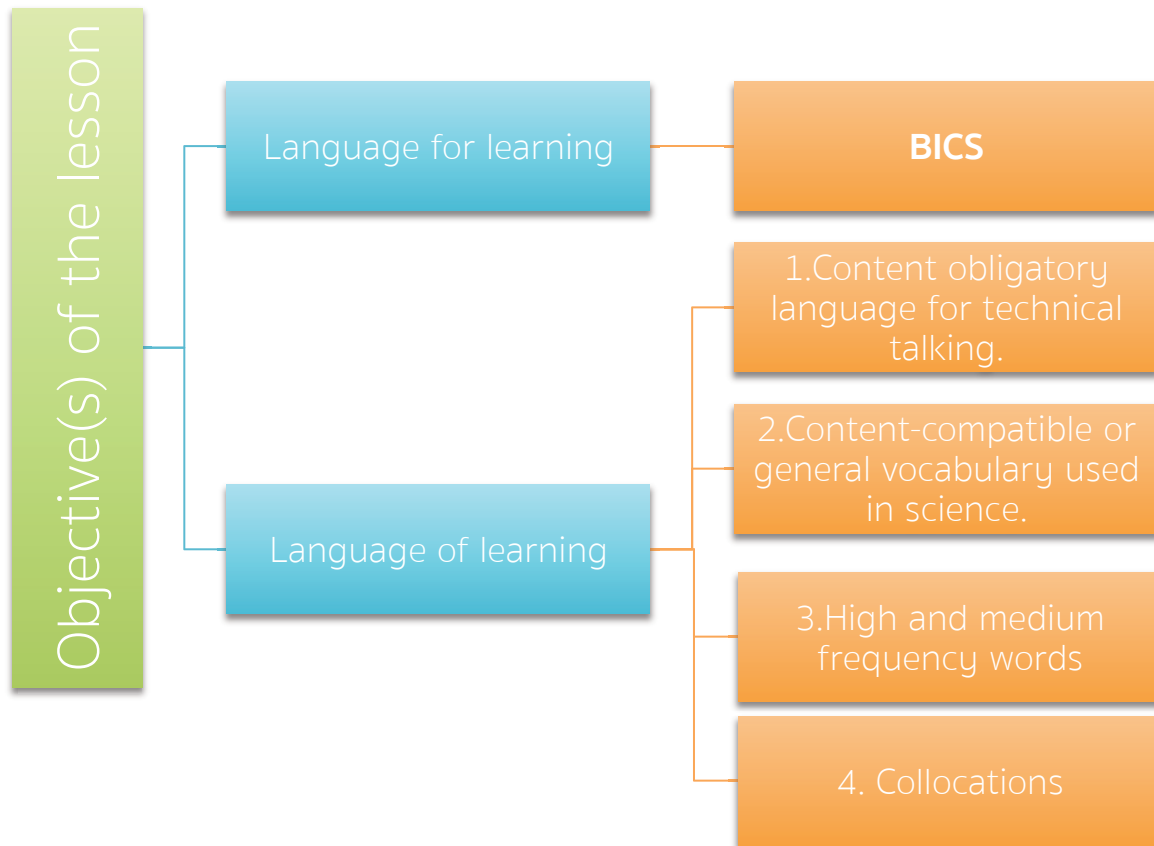 Objective(s) of the lesson
Language for learning
BICS
1.Content obligatory
language for technical
talking.
2.Content-compatible or
general vocabulary used
in science.
Language of learning
3.High and medium
frequency words
4. Collocations